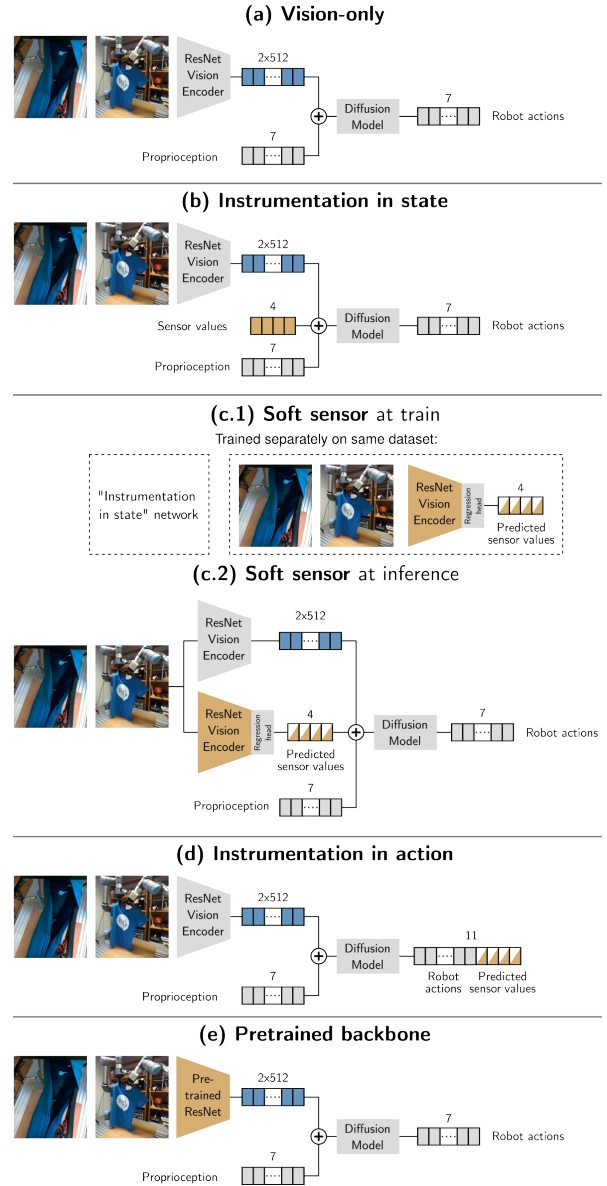 (a) Vision-only
ResNet
Vision
Encoder
2x512
7
Proprioception
Diffusion
Model
7
Robot actions
(b) Instrumentation in state
ResNet
Vision
Encoder
2x512
4
Sensor values
7
Proprioception
Diffusion
Model
7
Robot actions
(c.1) Soft sensor at train
Trained separately on same dataset:
"Instrumentation
in state" network
ResNet
Vision
Encoder
Regression
head
4
Predicted
sensor values
(c.2) Soft sensor at inference
ResNet
Vision
Encoder
2x512
ResNet
Vision
Encoder
Regression
head
4
Predicted
sensor values
7
Proprioception
Diffusion
Model
7
Robot actions
(d) Instrumentation in action
ResNet
Vision
Encoder
2x512
7
Proprioception
Diffusion
Model
11
Robot
actions
Predicted
sensor values
(e) Pretrained backbone
Pre-
trained
ResNet
2x512
7
Proprioception
Diffusion
Model
7
Robot actions